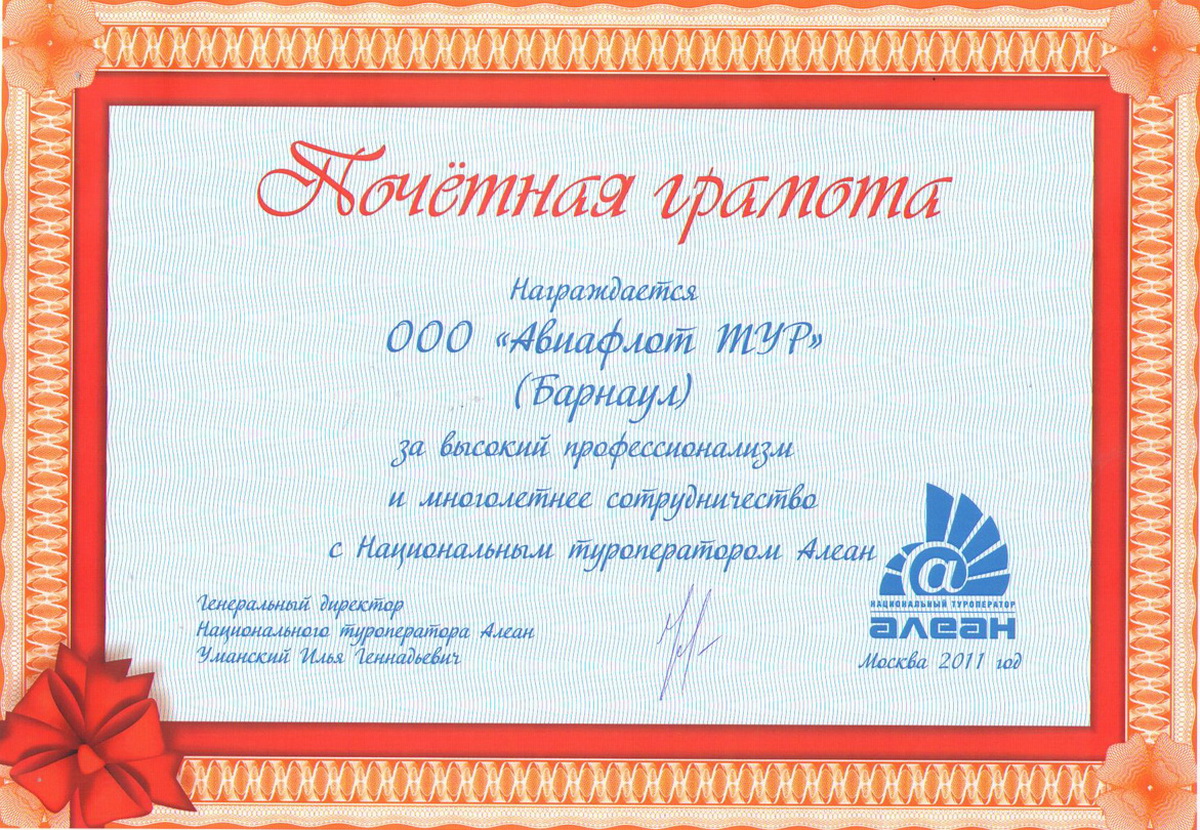 Почётная грамота
Награждается
ООО «Авиафлот ТУР»
(Барнаул)
за высокий профессионализм
и многолетнее сотрудничество
с Национальным туроператором Алеан
Генеральный директор
Национального туроператора Алеан
Уманский Илья Геннадьевич
@
НАЦИОНАЛЬНЫЙ ТУРОПЕРАТОР
алеан
Москва 2011 год